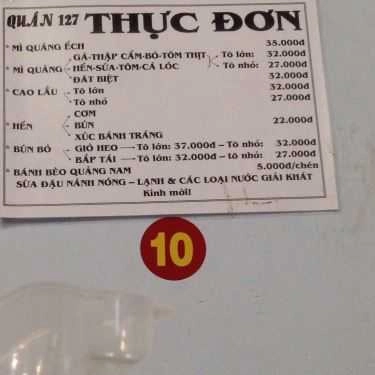 QUÁN 127 THỰC ĐƠN
* MÌ QUẢNG ẾCH 38.000đ
GÀ-THẬP CẨM-BÒ-TÔM THỊT Tô lớn: 32.000đ
* MÌ QUẢNG HẾN-SỨA-TÔM-CÁ LÓC Tô nhỏ: 27.000đ
ĐẶT BIỆT 32.000đ
* CAO LẦU Tô lớn 32.000đ
Tô nhỏ 27.000đ
CƠM
* HẾN BÚN 22.000đ
XÚC BÁNH TRÁNG
* BÚN BÒ GIÒ HEO Tô lớn: 37.000đ – Tô nhỏ: 32.000đ
BẮP TÁI Tô lớn: 32.000đ – Tô nhỏ: 27.000đ
* BÁNH BÈO QUẢNG NAM 5.000đ/chén
SỮA ĐẬU NÀNH NÓNG – LẠNH & CÁC LOẠI NƯỚC GIẢI KHÁT
Kính mời!
10